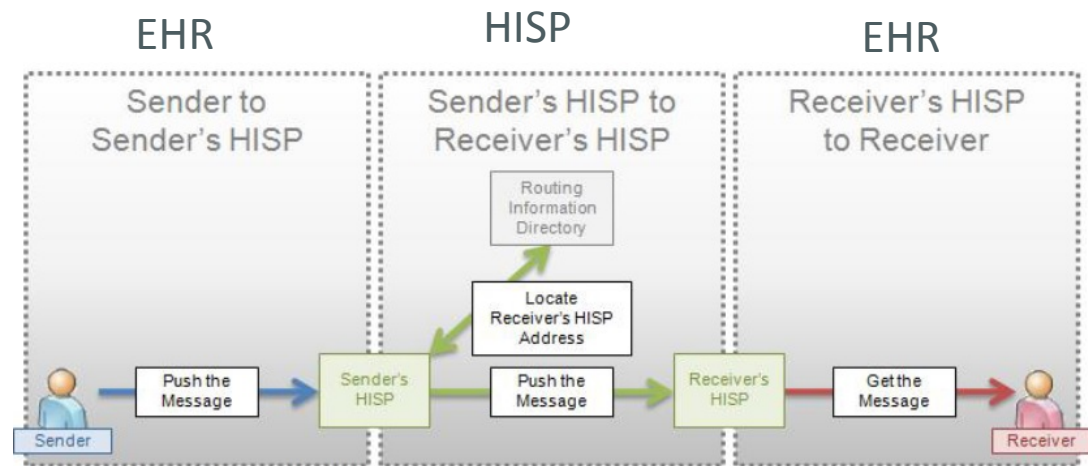 EHR
HISP
EHR
Sender to
Sender's HISP
Sender's HISP to
Receiver's HISP
Receiver's HISP
to Receiver
Routing
Information
Directory
Locate
Receiver's HISP
Address
Push the
Message
Sender's
HISP
Push the
Message
Receiver's
HISP
Get the
Message
Sender
Receiver